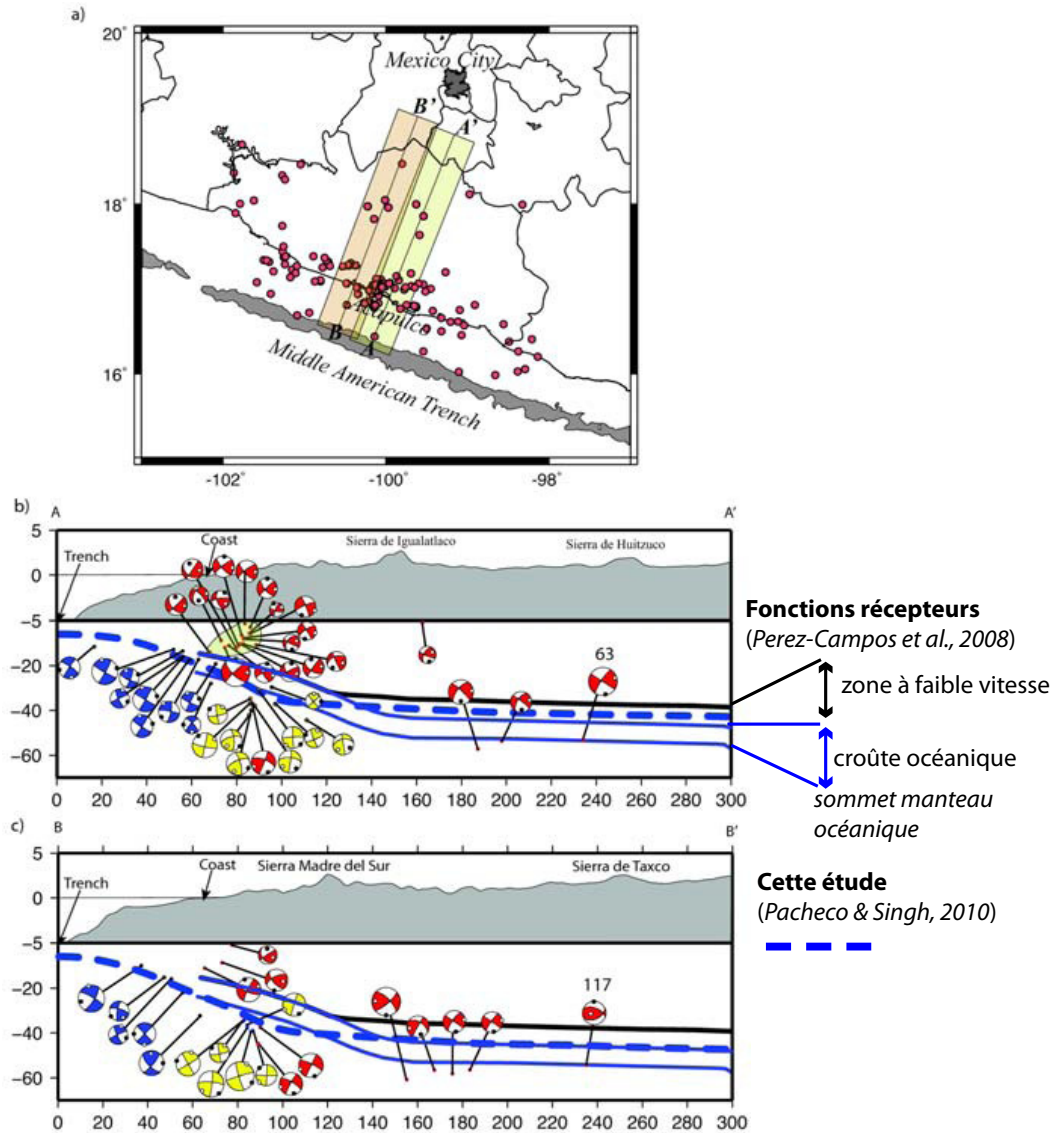 a)
20˚
Mexico City
B'
A'
18˚
Acapulco
B
A
Middle American Trench
16˚
-102˚
-100˚
-98˚
b)
A
A'
5
Trench
Coast
Sierra de Igualatlaco
Sierra de Huitzuco
0
−5
−20
−40
−60
63
0 20 40 60 80 100 120 140 160 180 200 220 240 260 280 300
Fonctions récepteurs
(Perez-Campos et al., 2008)
zone à faible vitesse
croûte océanique
sommet manteau
océanique
c)
B
B'
5
Trench
Coast
Sierra Madre del Sur
Sierra de Taxco
0
−5
−20
−40
−60
117
0 20 40 60 80 100 120 140 160 180 200 220 240 260 280 300
Cette étude
(Pacheco & Singh, 2010)